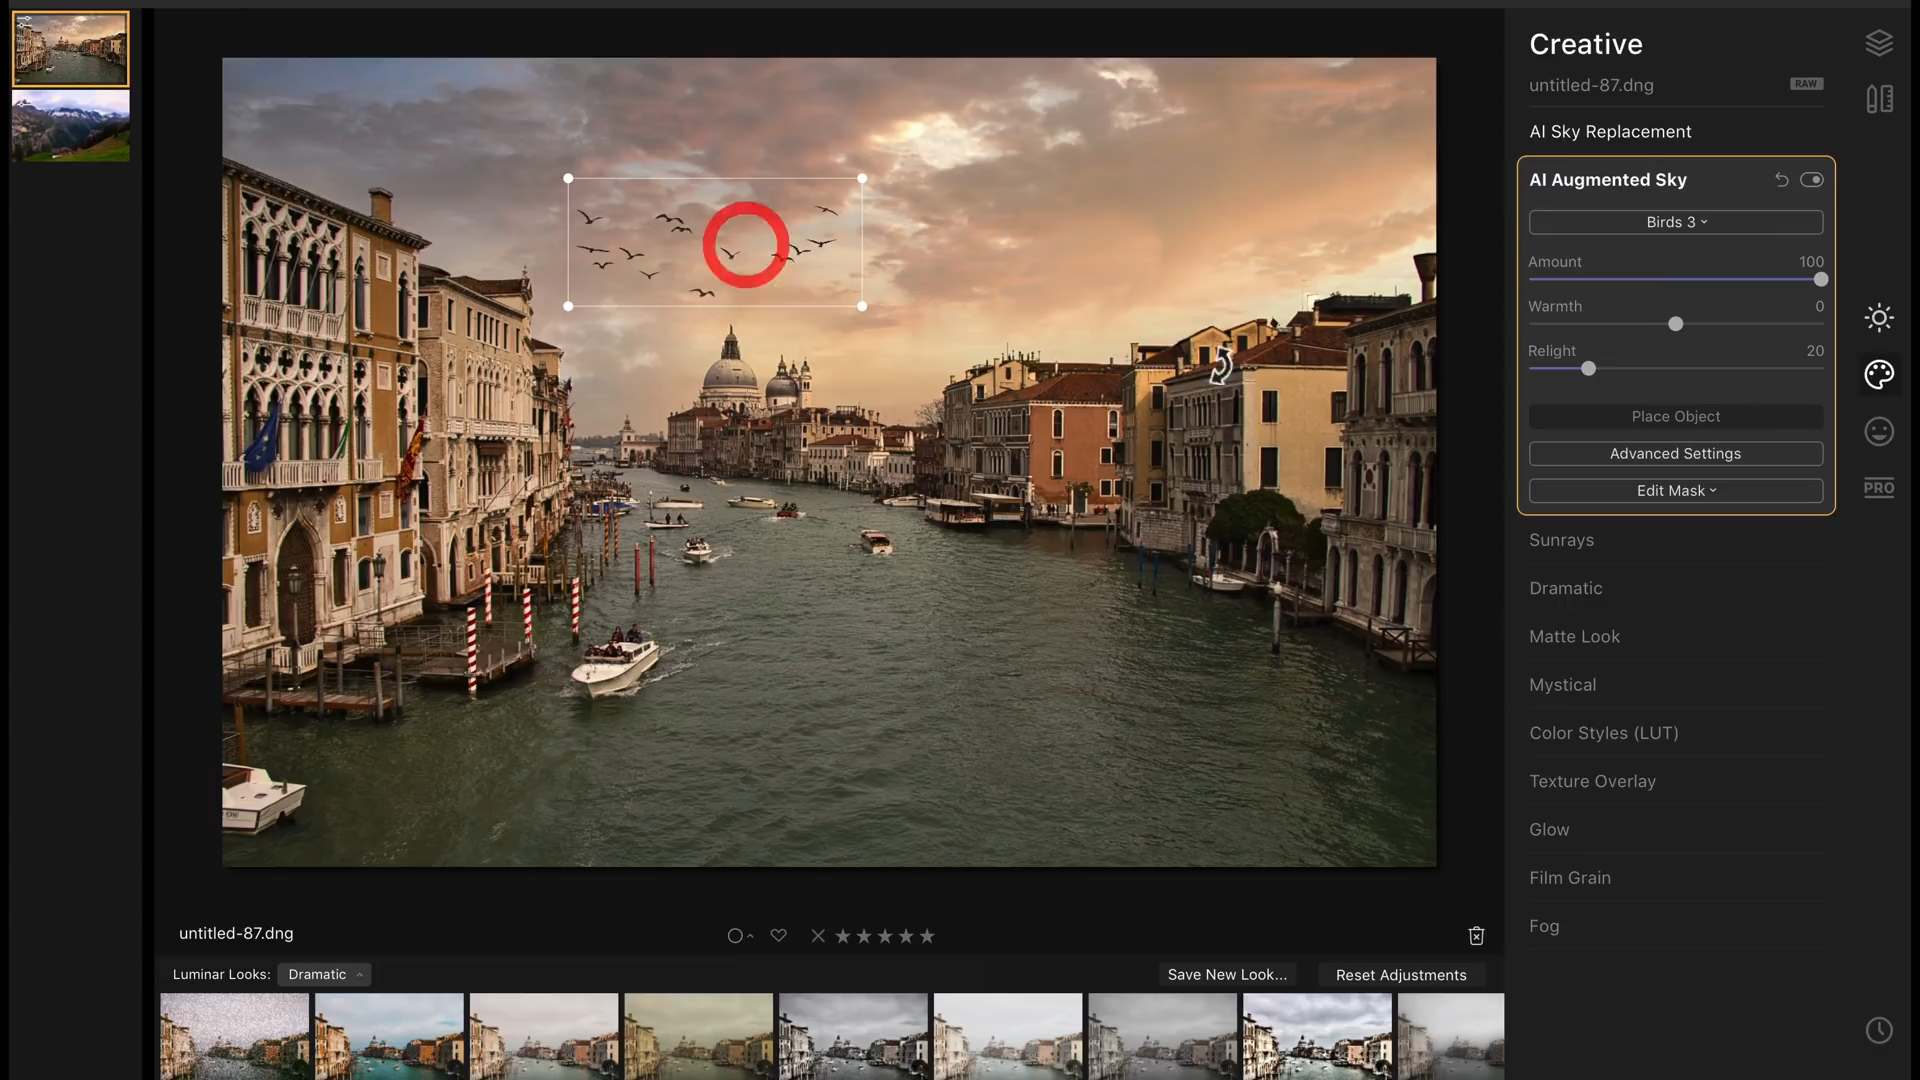 Creative
untitled-87.dng
RAW
AI Sky Replacement
AI Augmented Sky
Birds 3
Amount 100
Warmth 0
Relight 20
Place Object
Advanced Settings
Edit Mask
PRO
Sunrays
Dramatic
Matte Look
Mystical
Color Styles (LUT)
Texture Overlay
Glow
Film Grain
Fog
untitled-87.dng
Luminar Looks: Dramatic
Save New Look...
Reset Adjustments